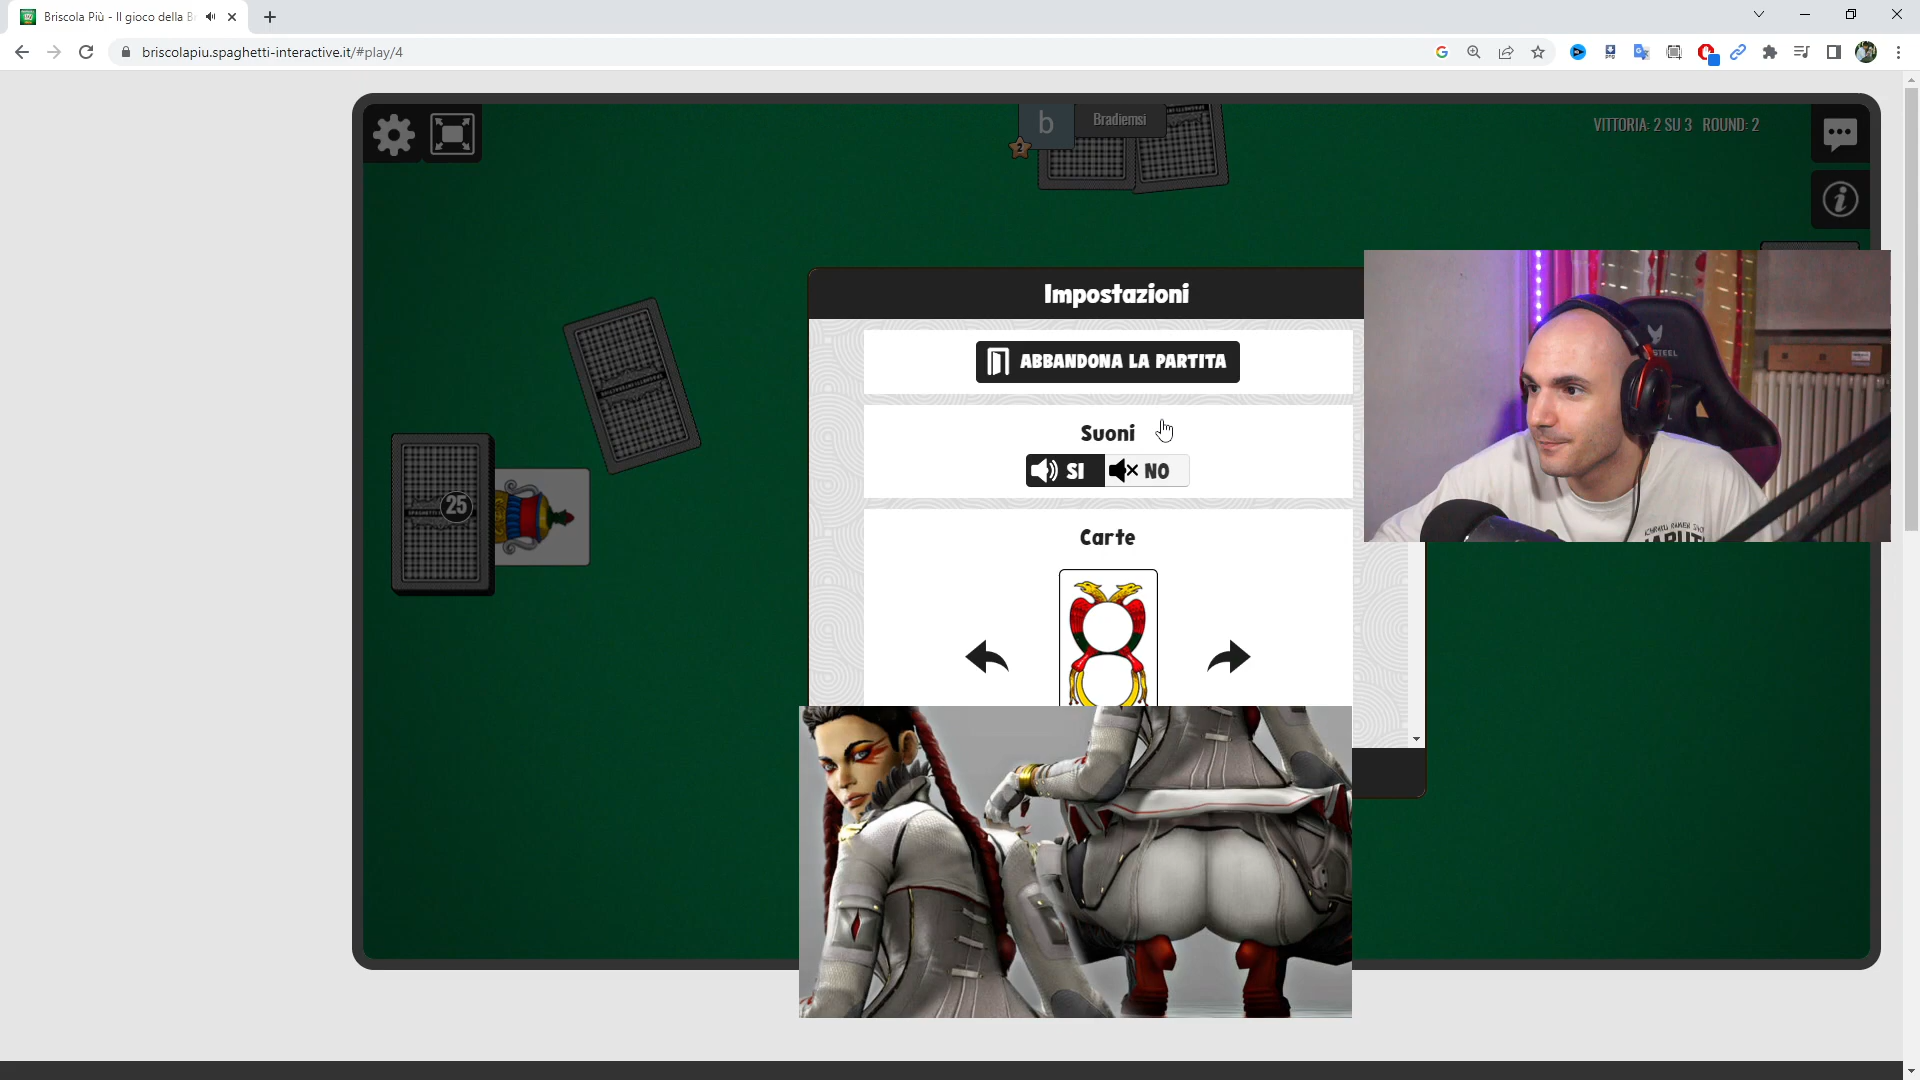 Briscola Più - Il gioco della B
briscolapiu.spaghetti-interactive.it/#play/4
b
Bradiemsi
2
VITTORIA: 2 SU 3 ROUND: 2
Impostazioni
ABBANDONA LA PARTITA
Suoni
SI
NO
25
Carte